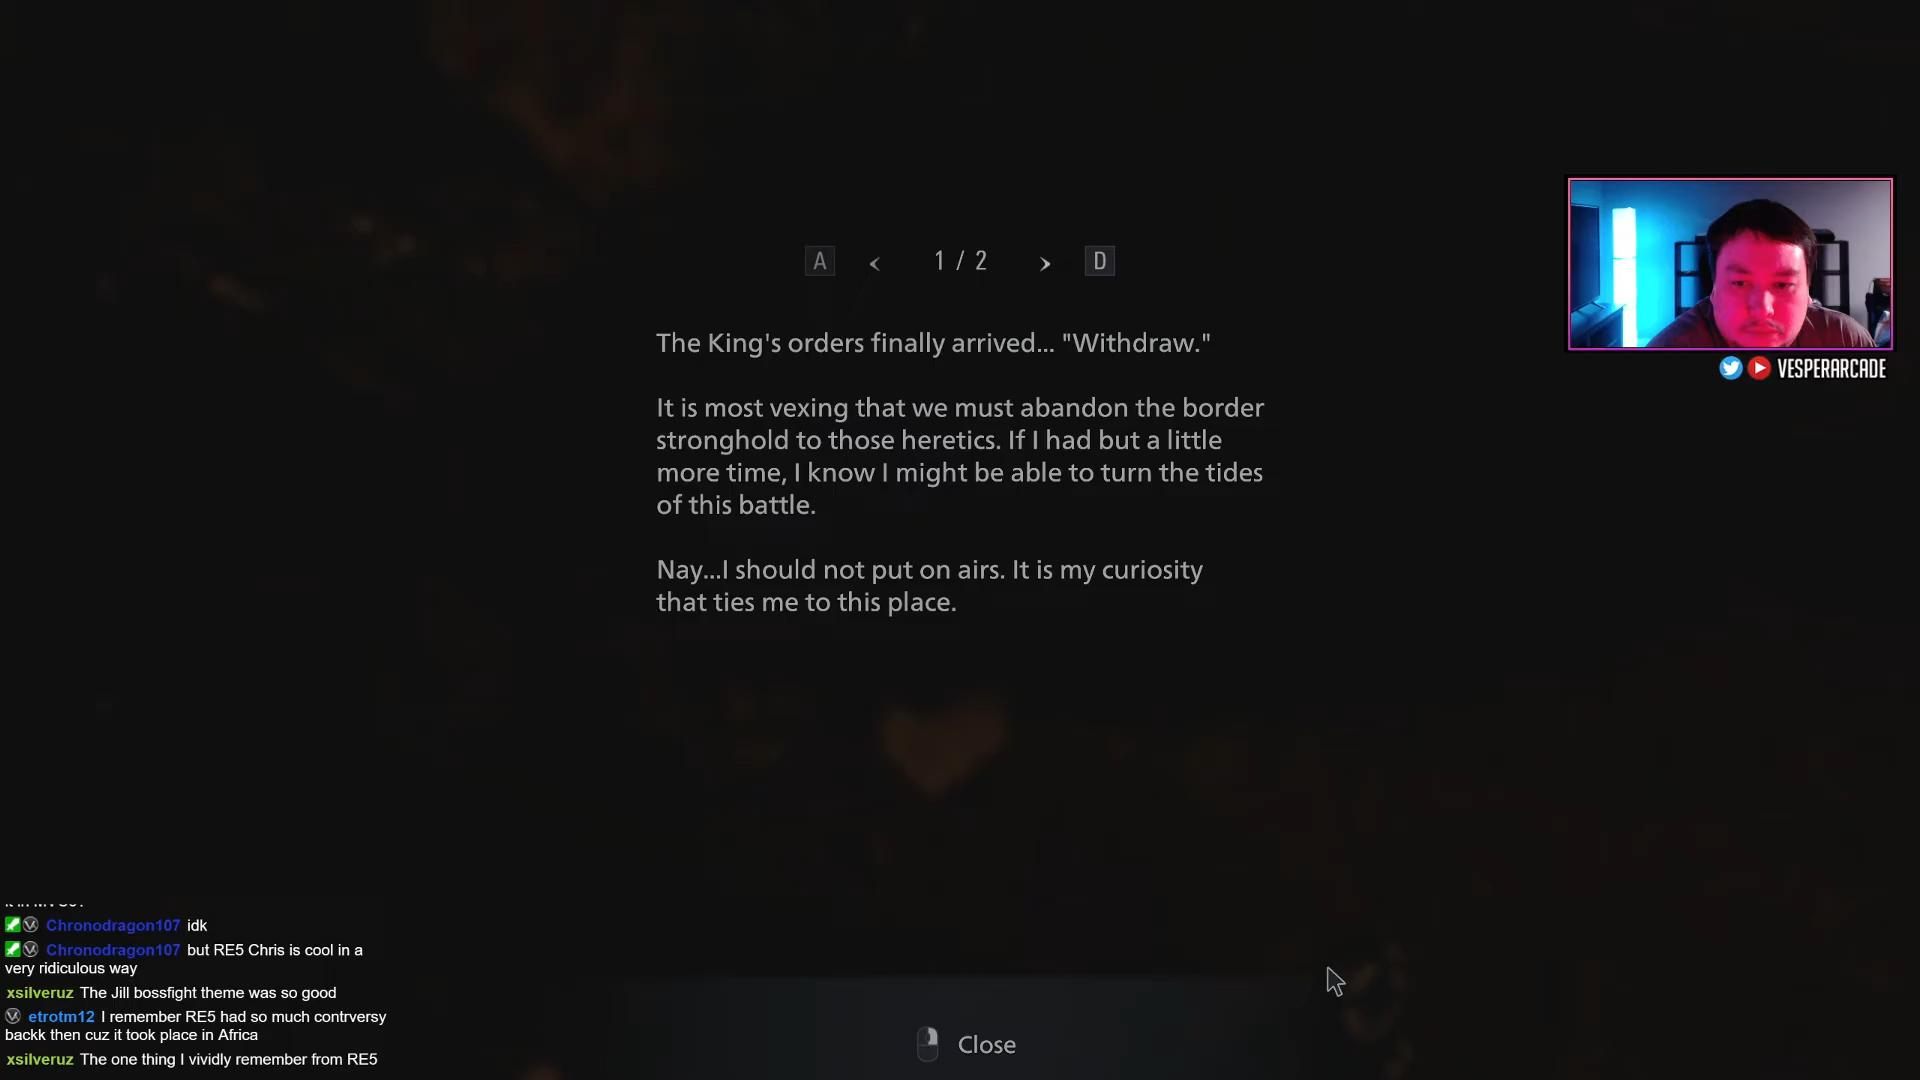 A < 1 / 2 > D
The King's orders finally arrived... "Withdraw."
It is most vexing that we must abandon the border
stronghold to those heretics. If I had but a little
more time, I know I might be able to turn the tides
of this battle.
Nay...I should not put on airs. It is my curiosity
that ties me to this place.
VESPERARCADE
Chronodragon107 idk
Chronodragon107 but RE5 Chris is cool in a
very ridiculous way
xsilveruz The Jill bossfight theme was so good
etrotm12 I remember RE5 had so much contrversy
backk then cuz it took place in Africa
xsilveruz The one thing I vividly remember from RE5
Close